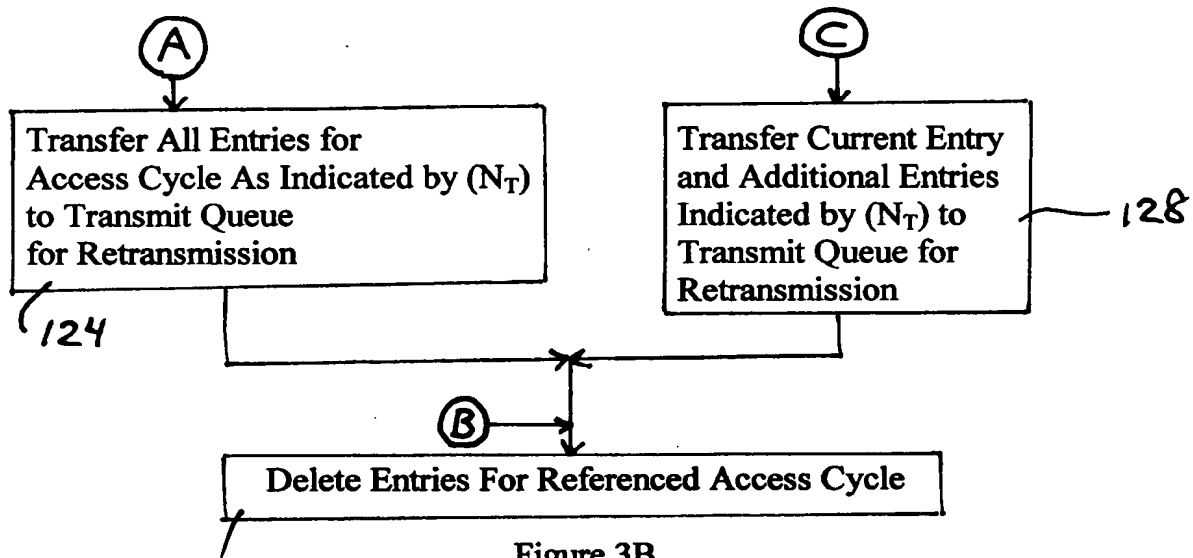 A
C
Transfer All Entries for
Access Cycle As Indicated by (N_T)
to Transmit Queue
for Retransmission
124
Transfer Current Entry
and Additional Entries
Indicated by (N_T) to
Transmit Queue for
Retransmission
128
B
Delete Entries For Referenced Access Cycle
Figure 3B